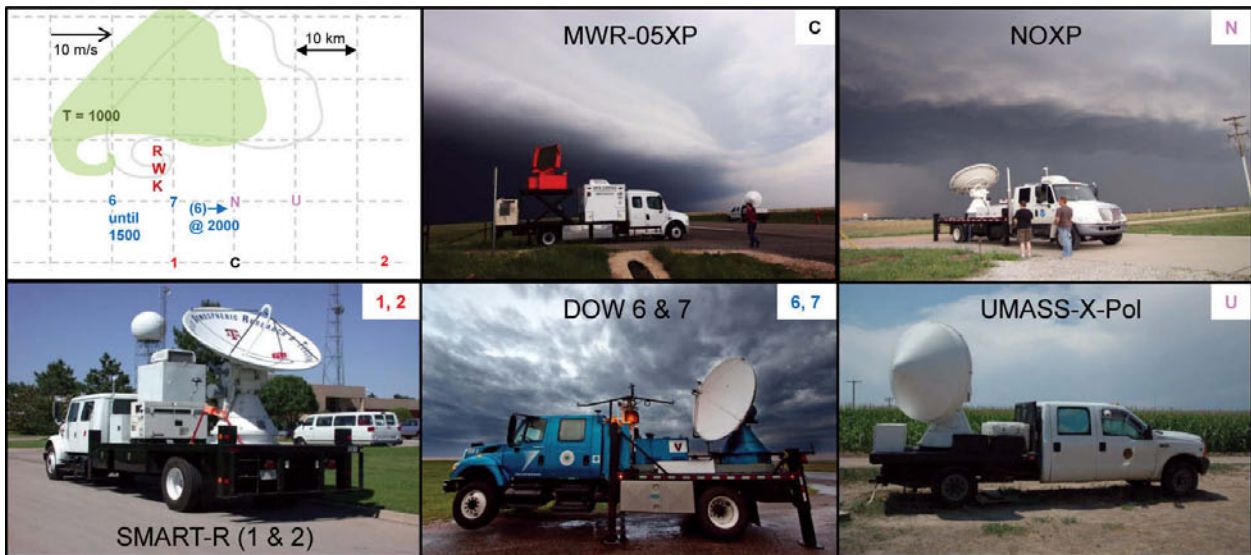 10 m/s
10 km
T = 1000
R
W
K
6
until
1500
7
(6)
@ 2000
N
U
1
C
2
MWR-05XP
C
NOXP
N
1, 2
RESEARCH &
SMART-R (1 & 2)
DOW 6 & 7
6, 7
V
UMASS-X-Pol
U